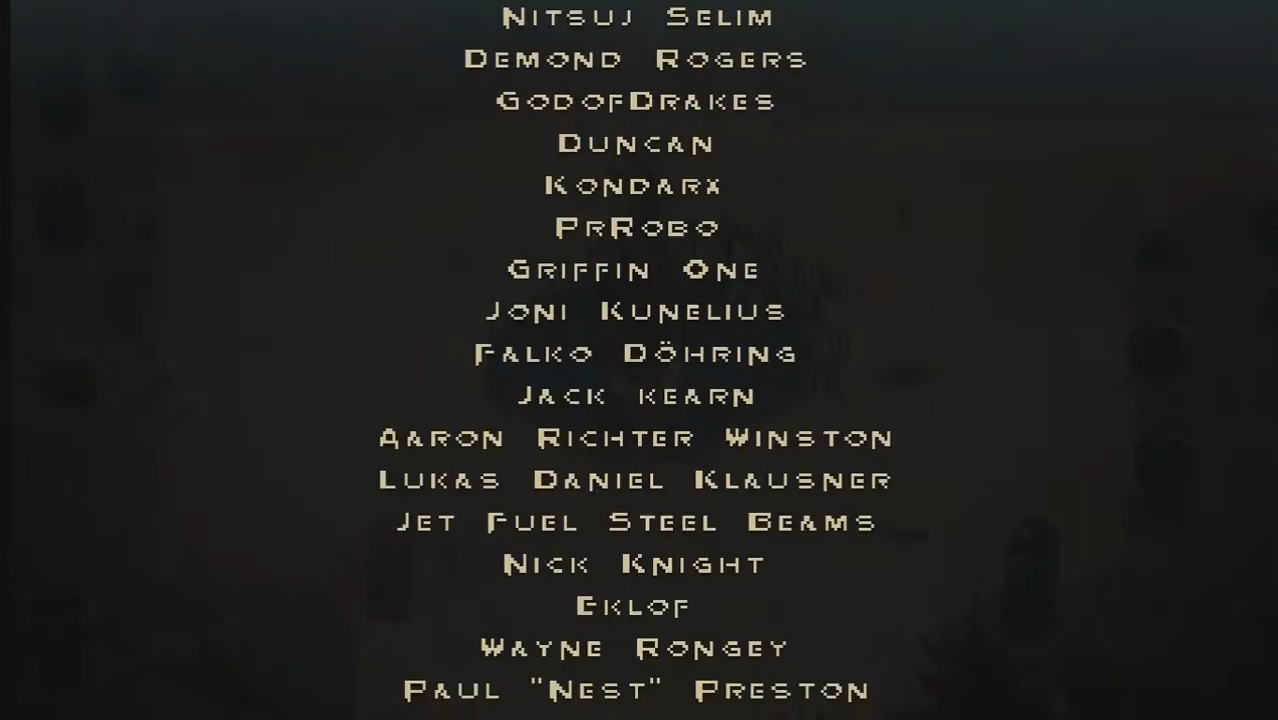 Nitsuj Selim
Demond Rogers
GodofDrakes
Duncan
Kondarx
PrRobo
Griffin One
Joni Kunelius
Falko Döhring
Jack kearn
Aaron Richter Winston
Lukas Daniel Klausner
Jet Fuel Steel Beams
Nick Knight
Eklof
Wayne Rongey
Paul "Nest" Preston